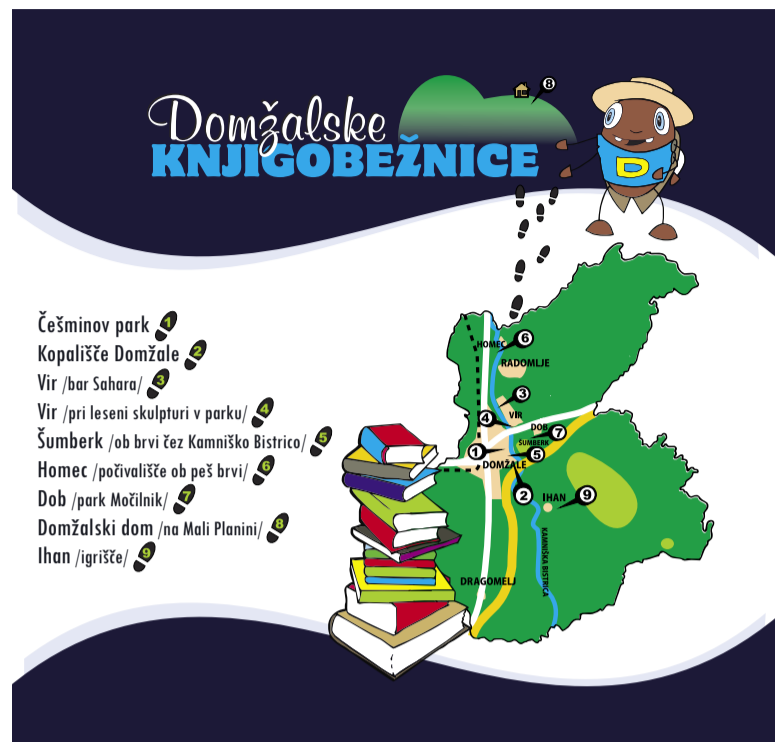 Domžalske
KNJIGOBEŽNICE
8
D
Češminov park 1
Kopališče Domžale 2
Vir /bar Sahara/ 3
Vir /pri leseni skulpturi v parku/ 4
Šumberk /ob brvi čez Kamniško Bistrico/ 5
Homec /počivališče ob peš brvi/ 6
Dob /park Močilnik/ 7
Domžalski dom /na Mali Planini/ 8
Ihan /igrišče/ 9
HOMEC
6
RADOMLJE
3
4
VIR
DOB
7
ŠUMBERK
1
5
DOMŽALE
2
IHAN
9
KAMNIŠKA BISTRICA
DRAGOMELJ